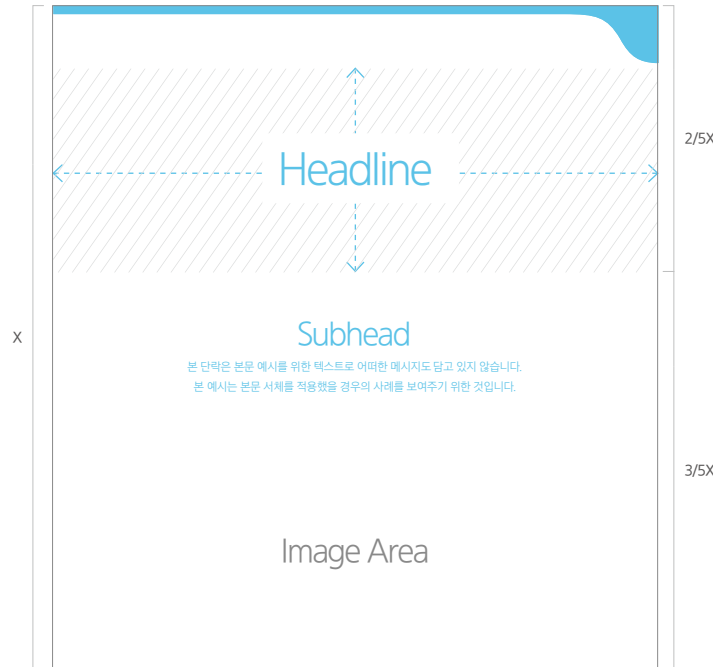 2/5X
Headline
X
Subhead
본 단락은 본문 예시를 위한 텍스트로 어떠한 메시지도 담고 있지 않습니다.
본 예시는 본문 서체를 적용했을 경우의 사례를 보여주기 위한 것입니다.
3/5X
Image Area